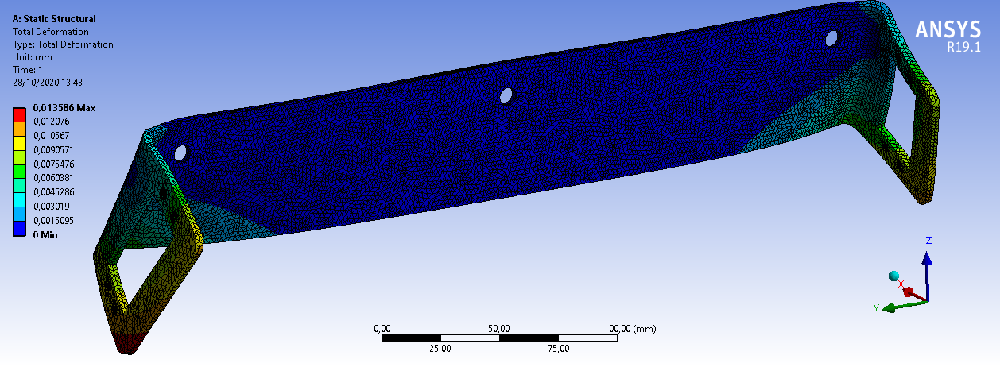 A: Static Structural
Total Deformation
Type: Total Deformation
Unit: mm
Time: 1
28/10/2020 13:43
ANSYS
R19.1
0,013586 Max
0,012076
0,010567
0,0090571
0,0075476
0,0060381
0,0045286
0,003019
0,0015095
0 Min
Z
X
Y
0,00 50,00 100,00 (mm)
25,00 75,00